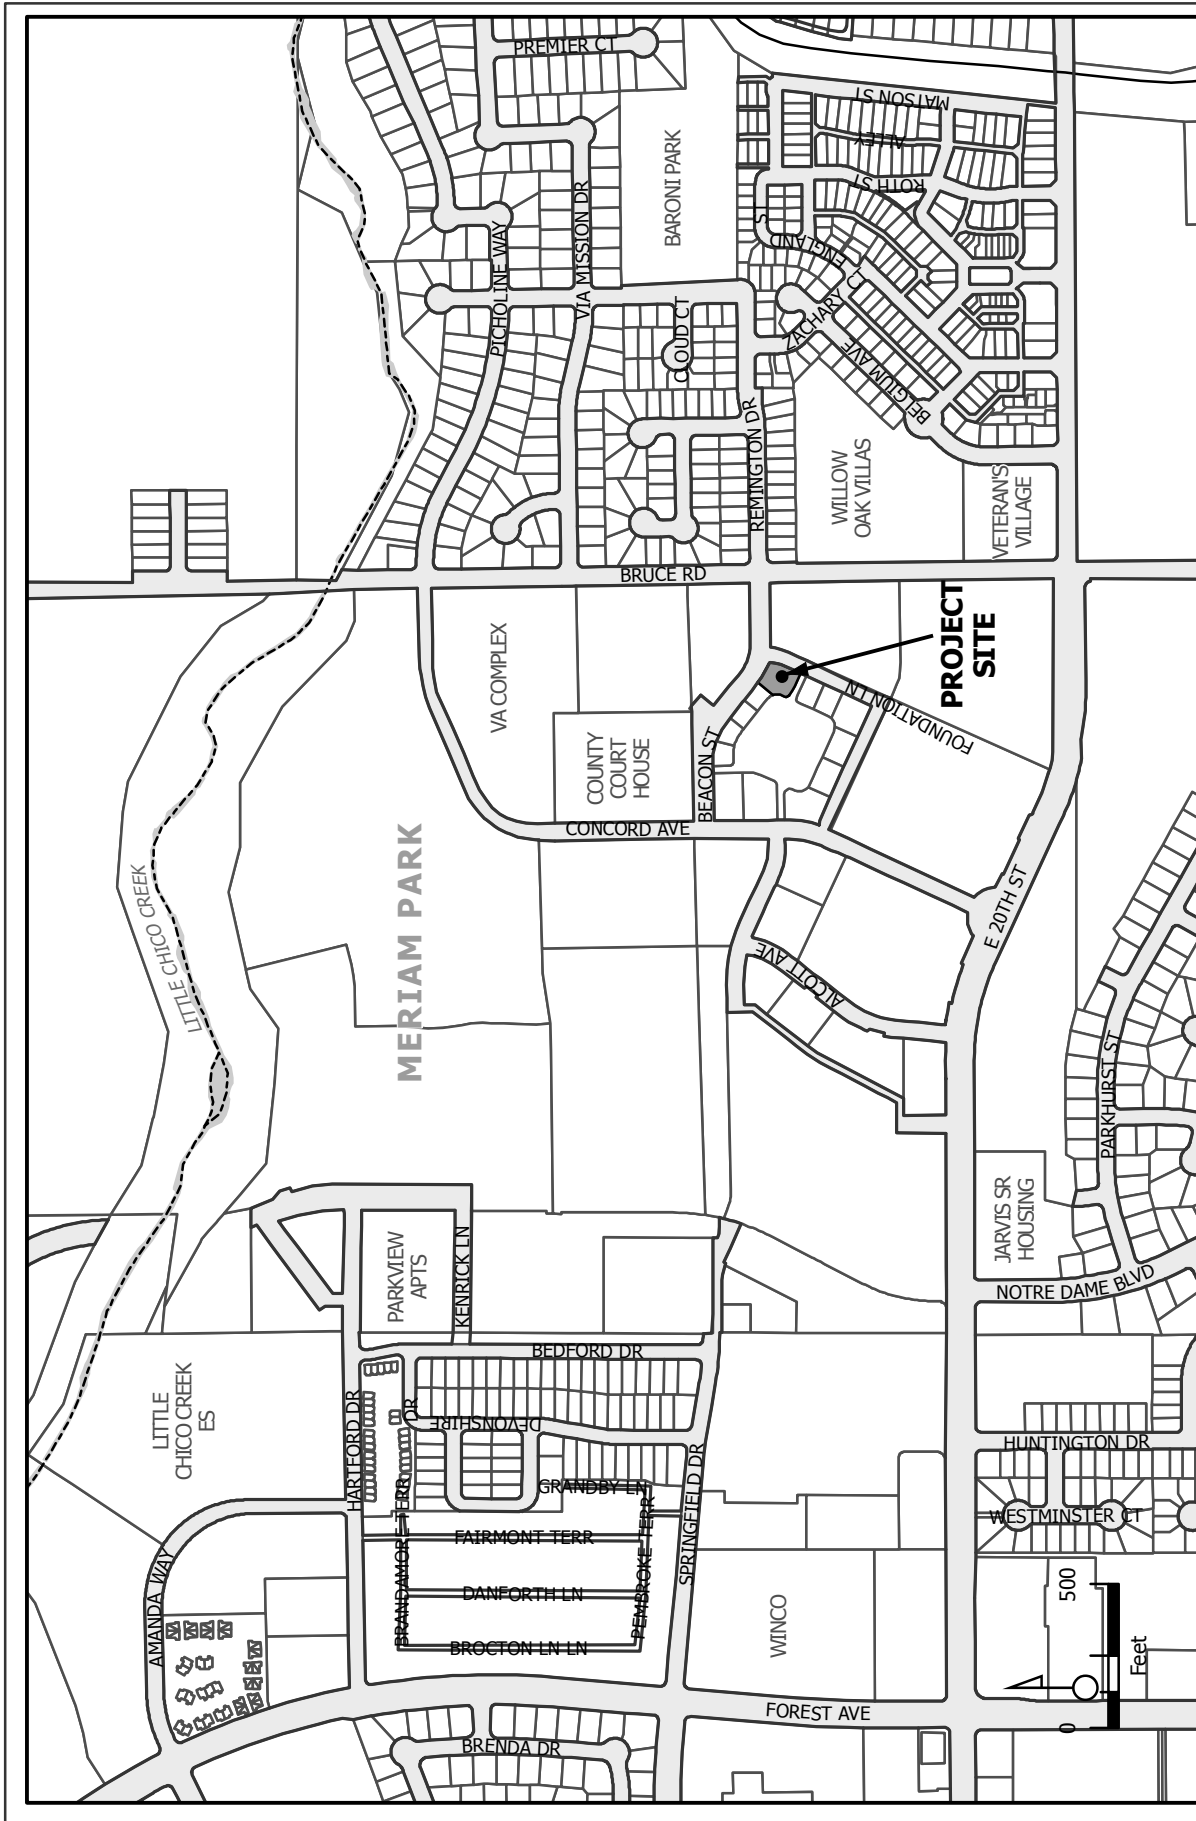 PREMIER CT
MATSON ST
ALLEY
BARONI PARK
ROTH ST
VIA MISSION DR
PICHOLINE WAY
ENGLAND
ST
ZACHARY CT
CLOUD CT
BELGIUM AVE
REMINGTON DR
WILLOW
OAK VILLAS
VETERAN'S
VILLAGE
BRUCE RD
PROJECT
SITE
VA COMPLEX
FOUNDATION LN
COUNTY
COURT
HOUSE
BEACON ST
CONCORD AVE
MERIAM PARK
LITTLE CHICO CREEK
E 20TH ST
ALCOTT AVE
PARKHURST ST
JARVIS SR
HOUSING
NOTRE DAME BLVD
PARKVIEW
APTS
KENRICK LN
BEDFORD DR
LITTLE
CHICO CREEK
ES
HARTFORD DR
DEVONSHIRE
DR
HUNTINGTON DR
GRANDBY LN
SPRINGFIELD DR
WESTMINSTER CT
FAIRMONT TERR
BRANDAMORE TERR
PEMBROKE TERR
DANFORTH LN
AMANDA WAY
BROCTON LN LN
WINCO
500
Feet
0
FOREST AVE
BRENDA DR